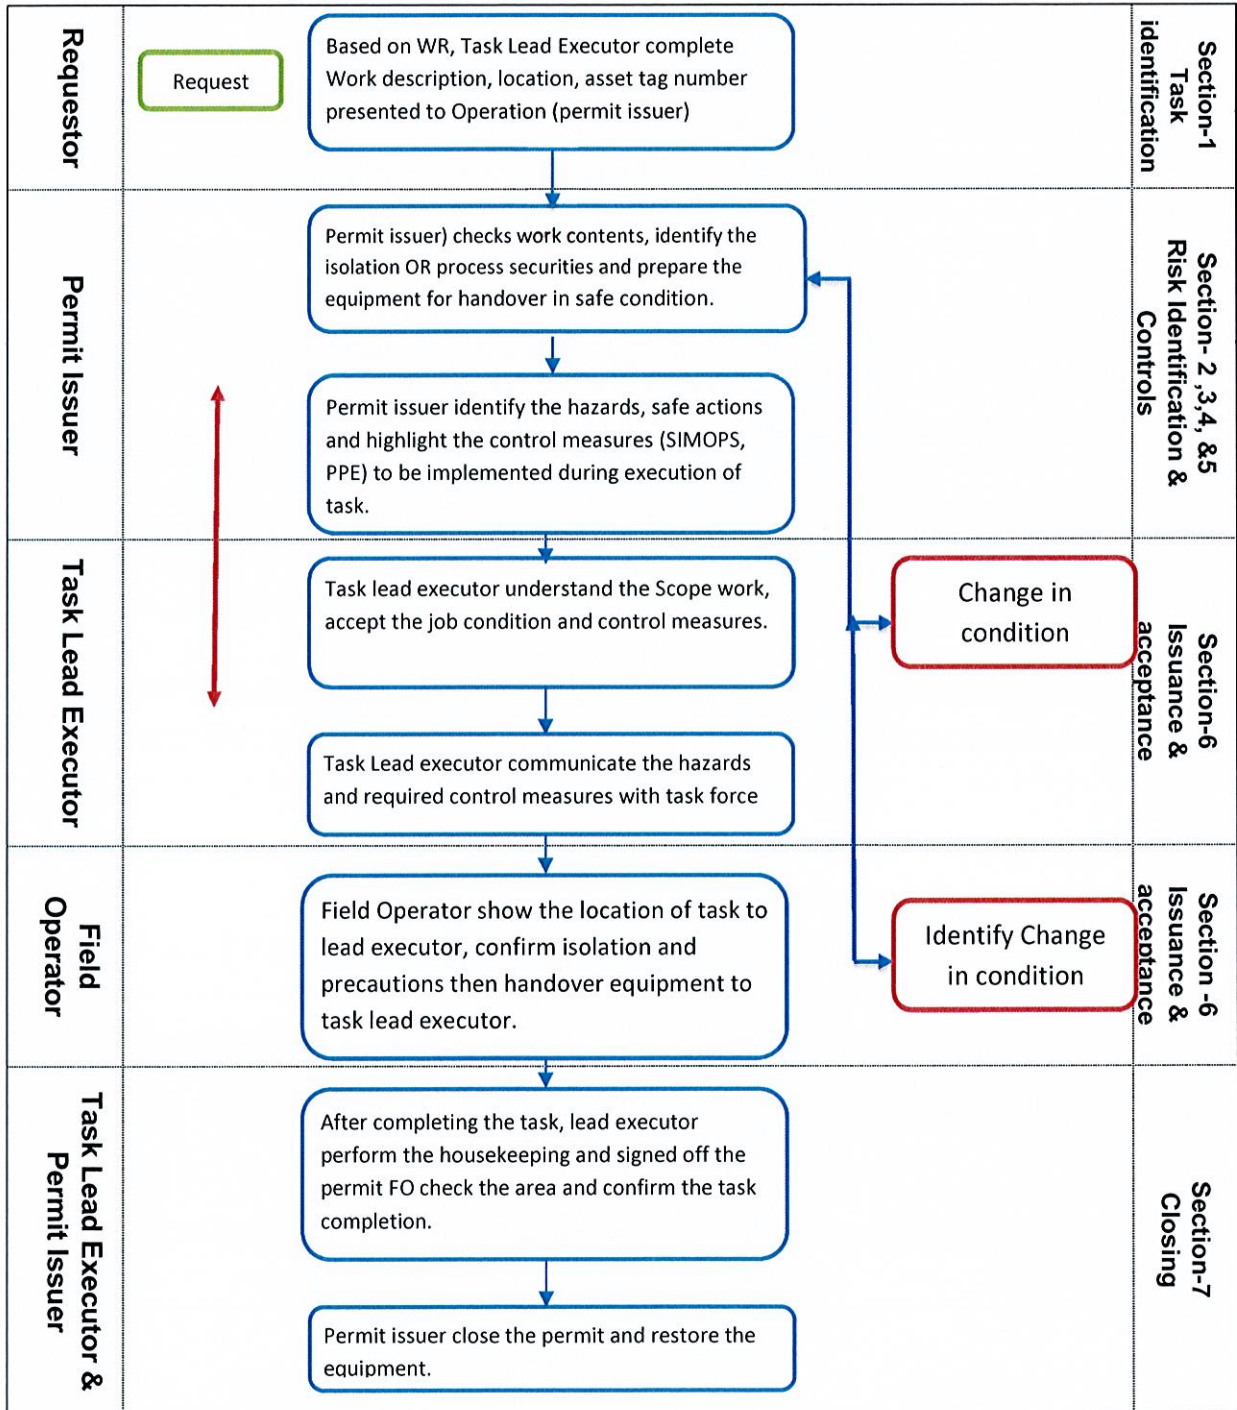 Requestor
Request
Based on WR, Task Lead Executor complete
Work description, location, asset tag number
presented to Operation (permit issuer)
Section-1
Task
identification
Permit Issuer
Permit issuer) checks work contents, identify the
isolation OR process securities and prepare the
equipment for handover in safe condition.
Permit issuer identify the hazards, safe actions
and highlight the control measures (SIMOPS,
PPE) to be implemented during execution of
task.
Section- 2 ,3,4, &5
Risk Identification &
Controls
Task Lead Executor
Task lead executor understand the Scope work,
accept the job condition and control measures.
Task Lead executor communicate the hazards
and required control measures with task force
Change in
condition
Section-6
Issuance &
acceptance
Field
Operator
Field Operator show the location of task to
lead executor, confirm isolation and
precautions then handover equipment to
task lead executor.
Identify Change
in condition
Section -6
Issuance &
acceptance
Task Lead Executor &
Permit Issuer
After completing the task, lead executor
perform the housekeeping and signed off the
permit FO check the area and confirm the task
completion.
Permit issuer close the permit and restore the
equipment.
Section-7
Closing